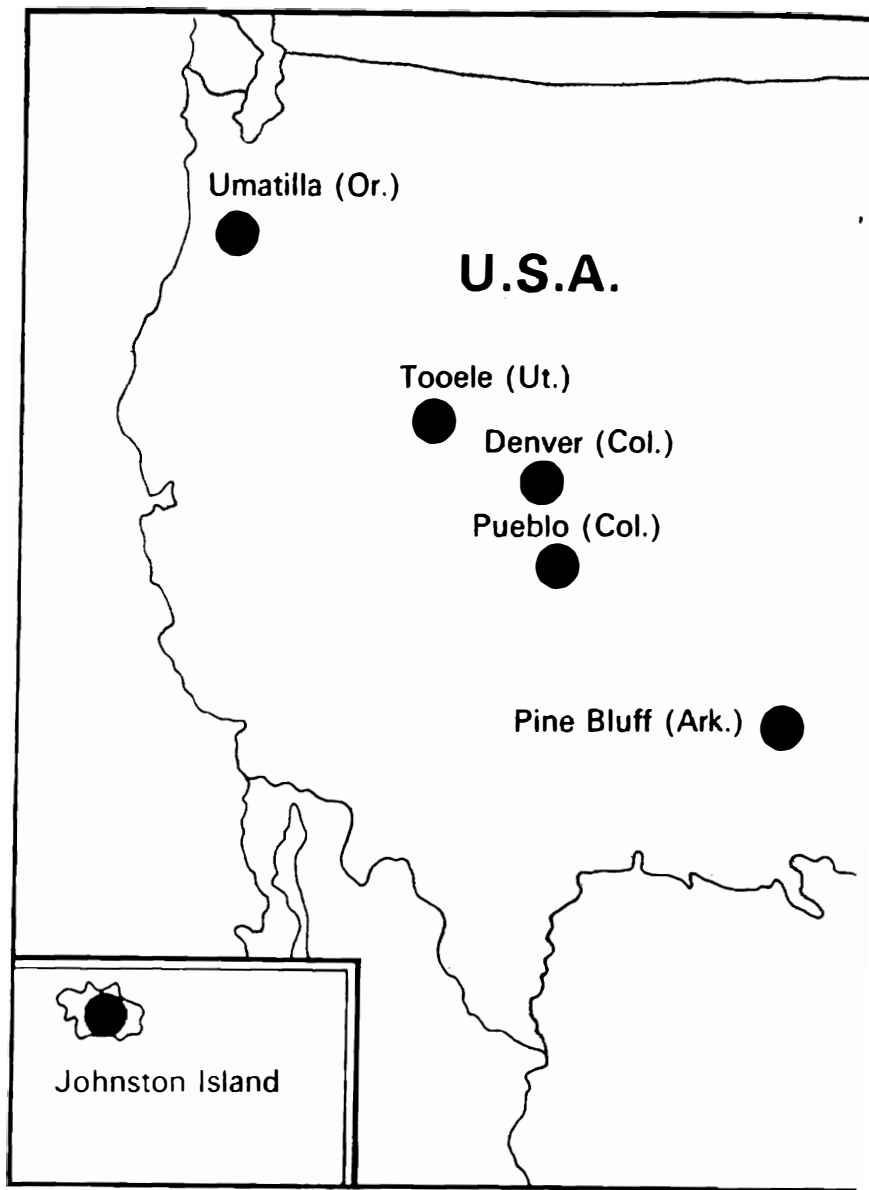 Umatilla (Or.)
U.S.A.
Tooele (Ut.)
Denver (Col.)
Pueblo (Col.)
Pine Bluff (Ark.)
Johnston Island